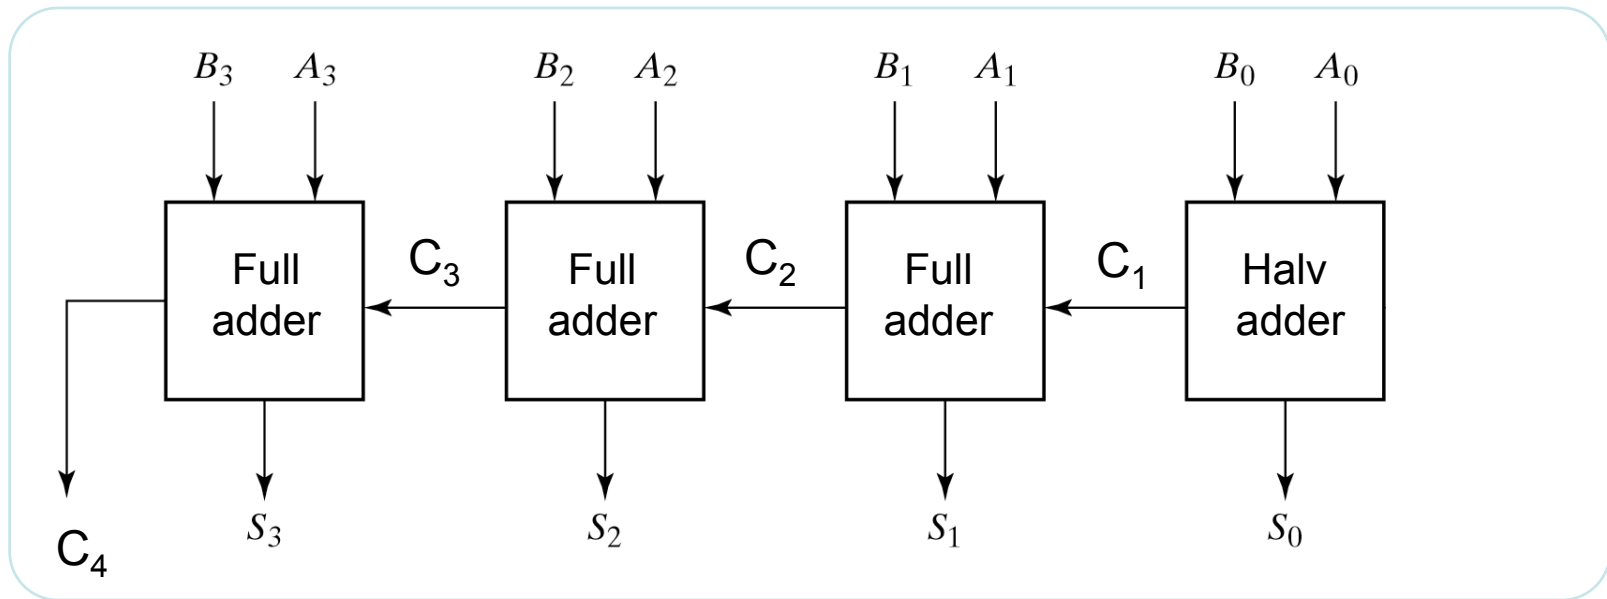 B3 A3 B2 A2 B1 A1 B0 A0
Full adder C3 Full adder C2 Full adder C1 Halv adder
C4 S3 S2 S1 S0